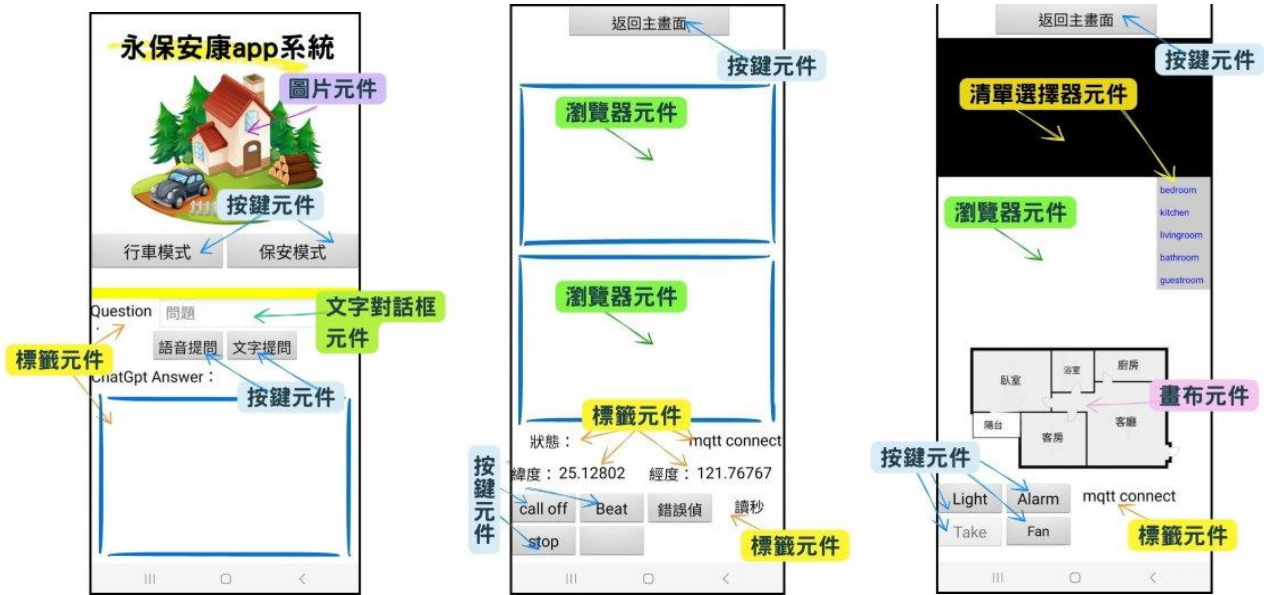 永保安康app系統
圖片元件
按鍵元件
行車模式
保安模式
Question
:
問題
文字對話框
元件
標籤元件
語音提問
文字提問
ChatGpt Answer：
按鍵元件
返回主畫面
按鍵元件
瀏覽器元件
瀏覽器元件
標籤元件
狀態：
mqtt connect
緯度：25.12802
經度：121.76767
按鍵元件
call off
Beat
錯誤偵
讀秒
stop
標籤元件
返回主畫面
按鍵元件
清單選擇器元件
bedroom
kitchen
livingroom
bathroom
guestroom
瀏覽器元件
臥室
浴室
廚房
陽台
客房
客廳
畫布元件
按鍵元件
Light
Alarm
mqtt connect
Take
Fan
標籤元件